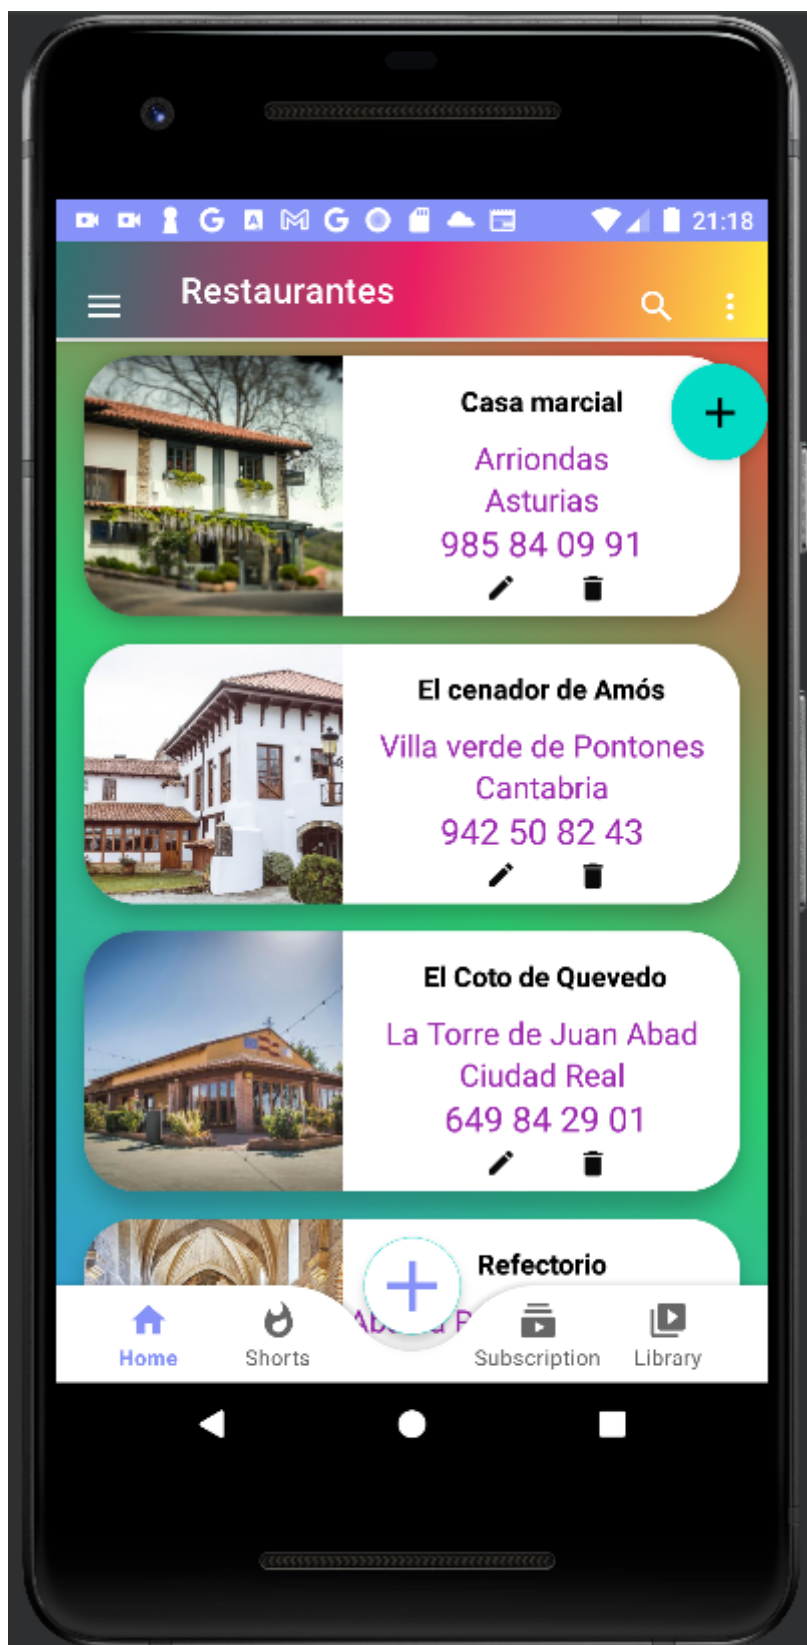 21:18
Restaurantes
Casa marcial
Arriondas
Asturias
985 84 09 91
El cenador de Amós
Villa verde de Pontones
Cantabria
942 50 82 43
El Coto de Quevedo
La Torre de Juan Abad
Ciudad Real
649 84 29 01
Refectorio
Home
Shorts
Subscription
Library